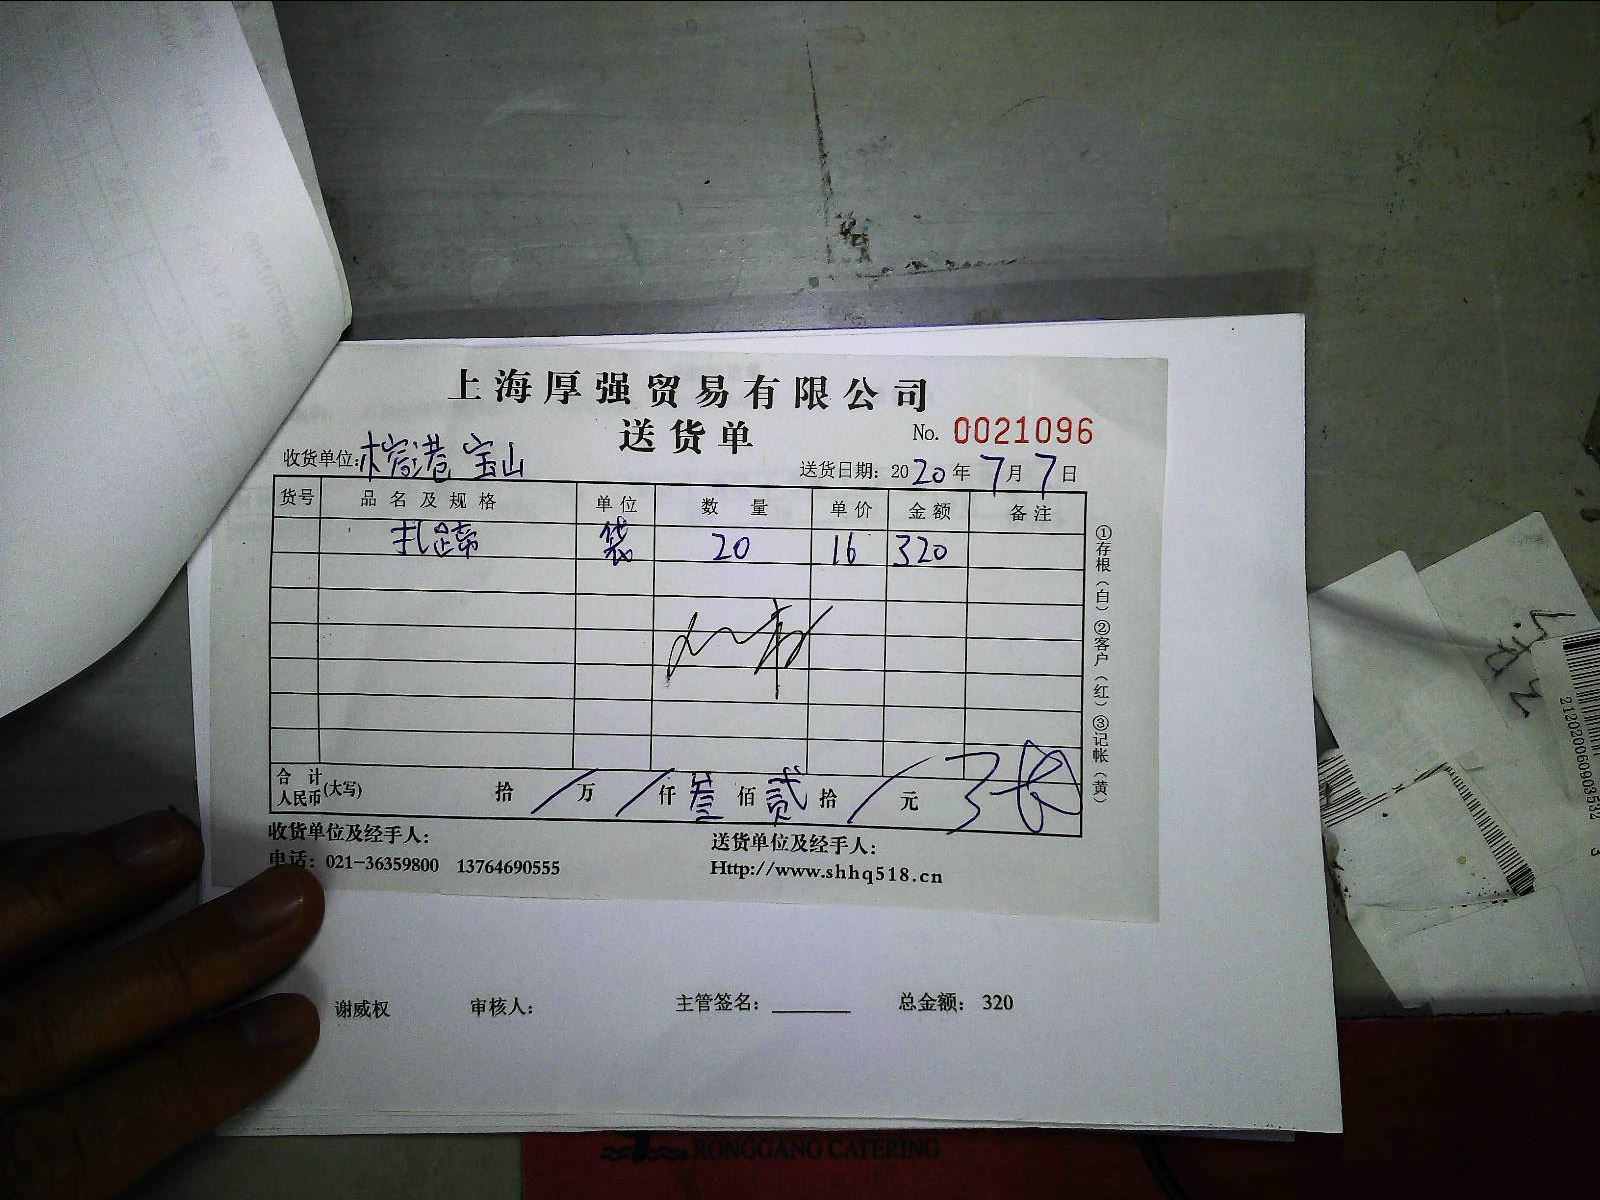 上海厚强贸易有限公司
送货单
No. 0021096
收货单位:榕港 宝山
送货日期: 2020年7月7日
货号 品名及规格 单位 数量 单价 金额 备注
扎蹄 袋 20 16 320
①存根(白)②客户(红)③记帐(黄)
合计人民币(大写) 拾 / 万 / 仟 叁 佰 贰 拾 / 元
收货单位及经手人:
送货单位及经手人:
电话: 021-36359800 13764690555
Http://www.shhq518.cn
谢威权 审核人: 主管签名: 总金额: 320
RONGGANG CATERING
2120200609035323